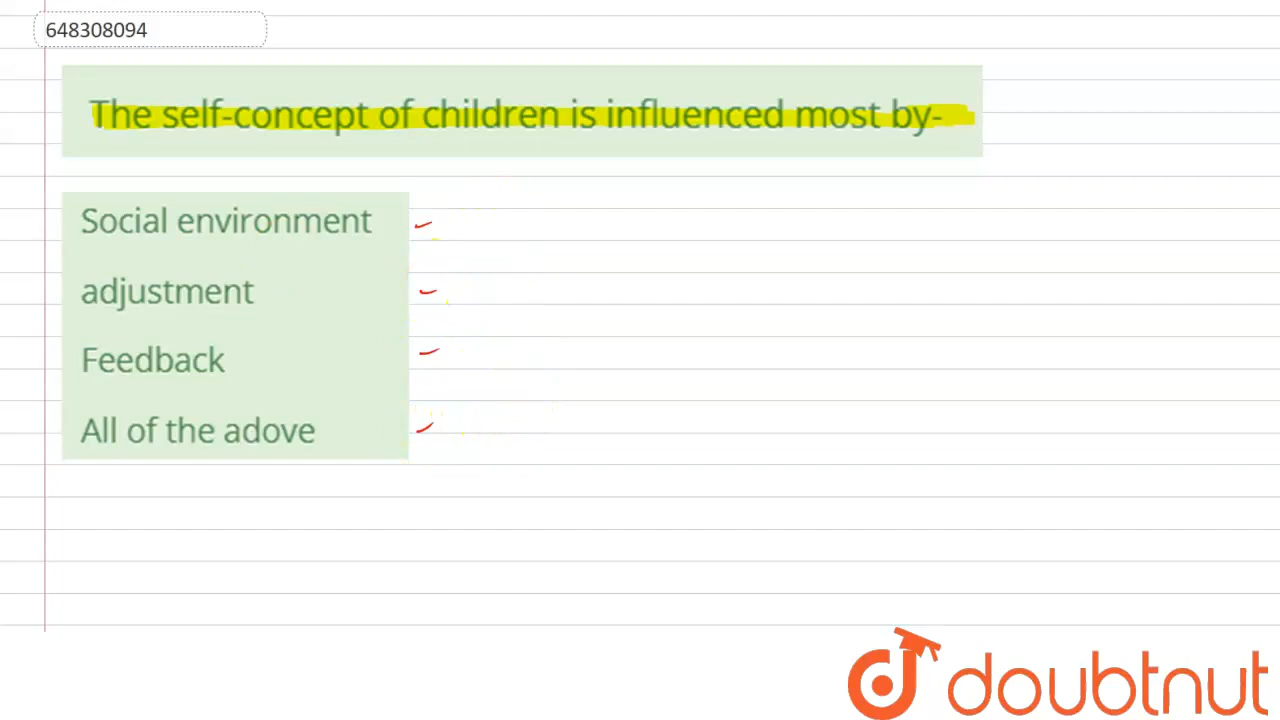 648308094
The self-concept of children is influenced most by-
Social environment
adjustment
Feedback
All of the adove
doubtnut